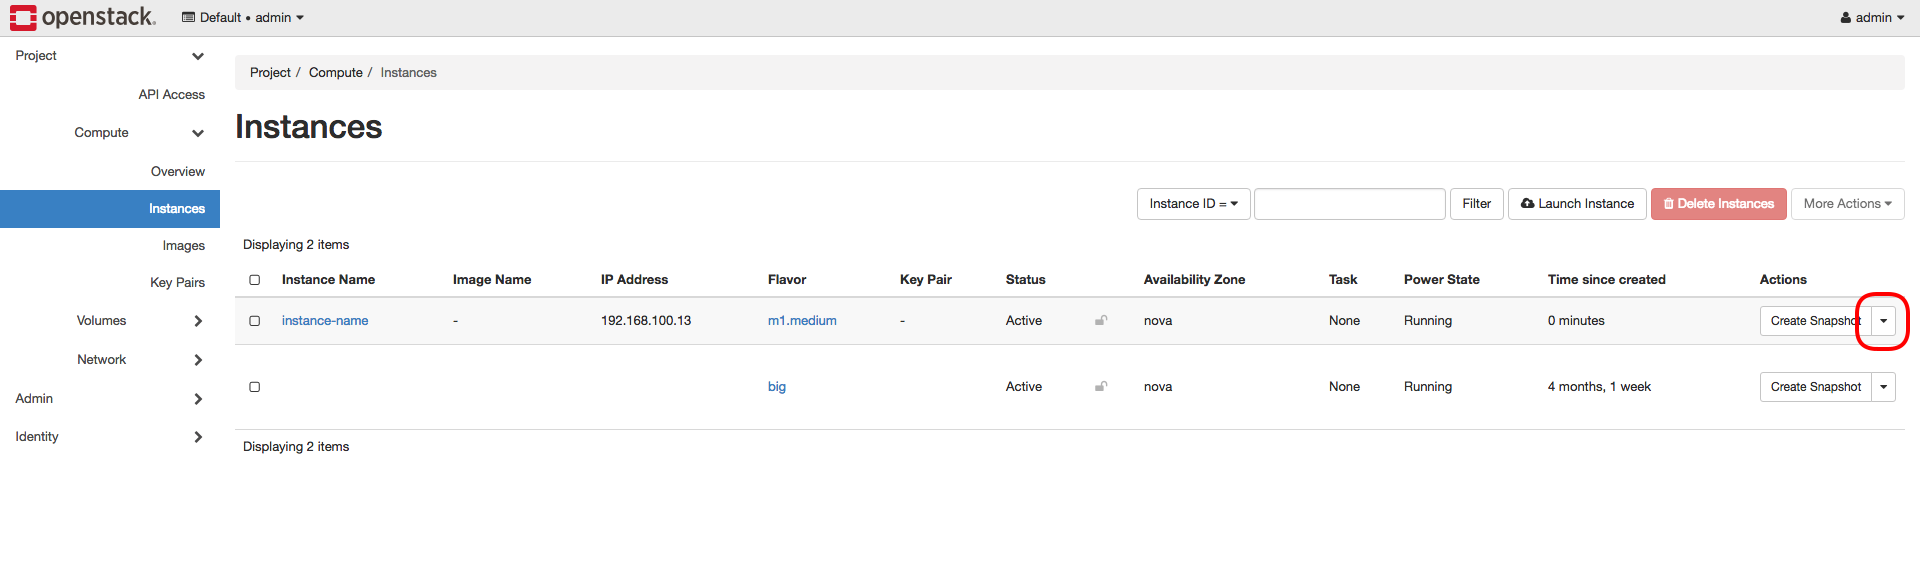 openstack. Default • admin admin
Project
API Access
Compute
Overview
Instances
Images
Key Pairs
Volumes
Network
Admin
Identity
Project / Compute / Instances
Instances
Instance ID = Filter Launch Instance Delete Instances More Actions
Displaying 2 items
Instance Name Image Name IP Address Flavor Key Pair Status Availability Zone Task Power State Time since created Actions
instance-name - 192.168.100.13 m1.medium - Active nova None Running 0 minutes Create Snapshot
big Active nova None Running 4 months, 1 week Create Snapshot
Displaying 2 items